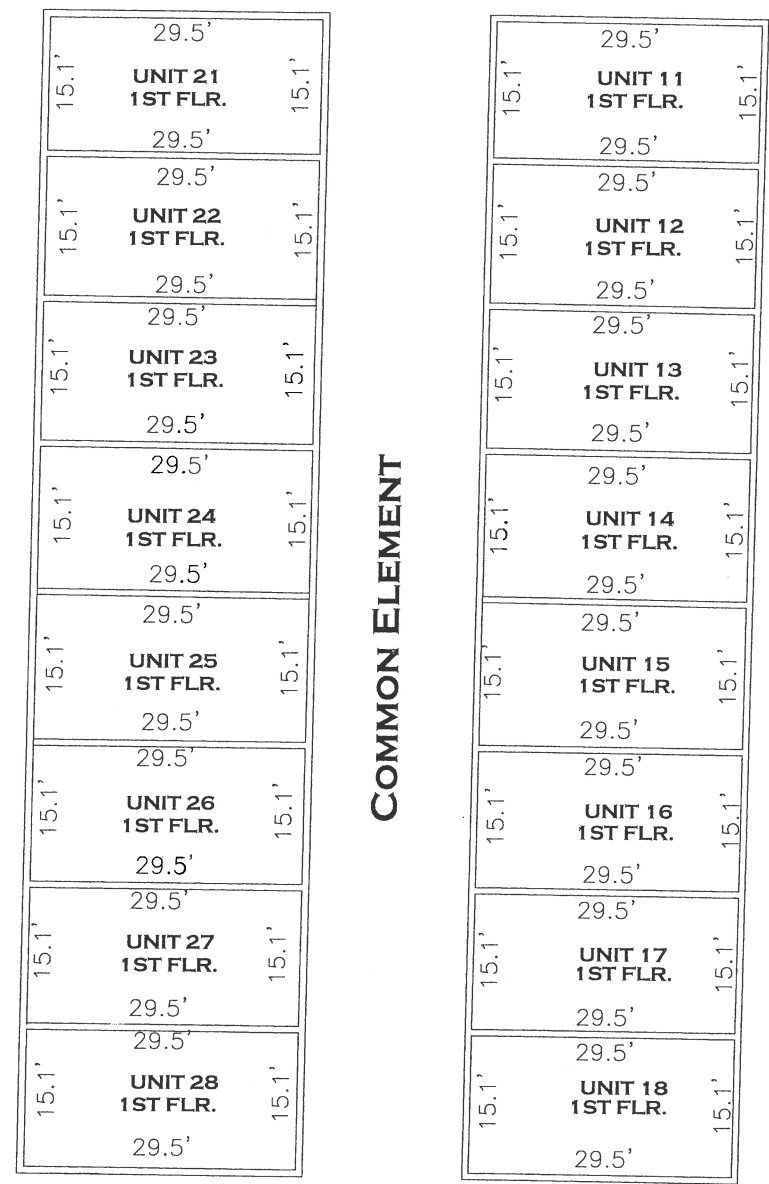 29.5'
15.1'
UNIT 21
1ST FLR.
15.1'
29.5'
29.5'
15.1'
UNIT 22
1ST FLR.
15.1'
29.5'
29.5'
15.1'
UNIT 23
1ST FLR.
15.1'
29.5'
29.5'
15.1'
UNIT 24
1ST FLR.
15.1'
29.5'
29.5'
15.1'
UNIT 25
1ST FLR.
15.1'
29.5'
29.5'
15.1'
UNIT 26
1ST FLR.
15.1'
29.5'
29.5'
15.1'
UNIT 27
1ST FLR.
15.1'
29.5'
29.5'
15.1'
UNIT 28
1ST FLR.
15.1'
29.5'
COMMON ELEMENT
29.5'
15.1'
UNIT 11
1ST FLR.
15.1'
29.5'
29.5'
15.1'
UNIT 12
1ST FLR.
15.1'
29.5'
29.5'
15.1'
UNIT 13
1ST FLR.
15.1'
29.5'
29.5'
15.1'
UNIT 14
1ST FLR.
15.1'
29.5'
29.5'
15.1'
UNIT 15
1ST FLR.
15.1'
29.5'
29.5'
15.1'
UNIT 16
1ST FLR.
15.1'
29.5'
29.5'
15.1'
UNIT 17
1ST FLR.
15.1'
29.5'
29.5'
15.1'
UNIT 18
1ST FLR.
15.1'
29.5'